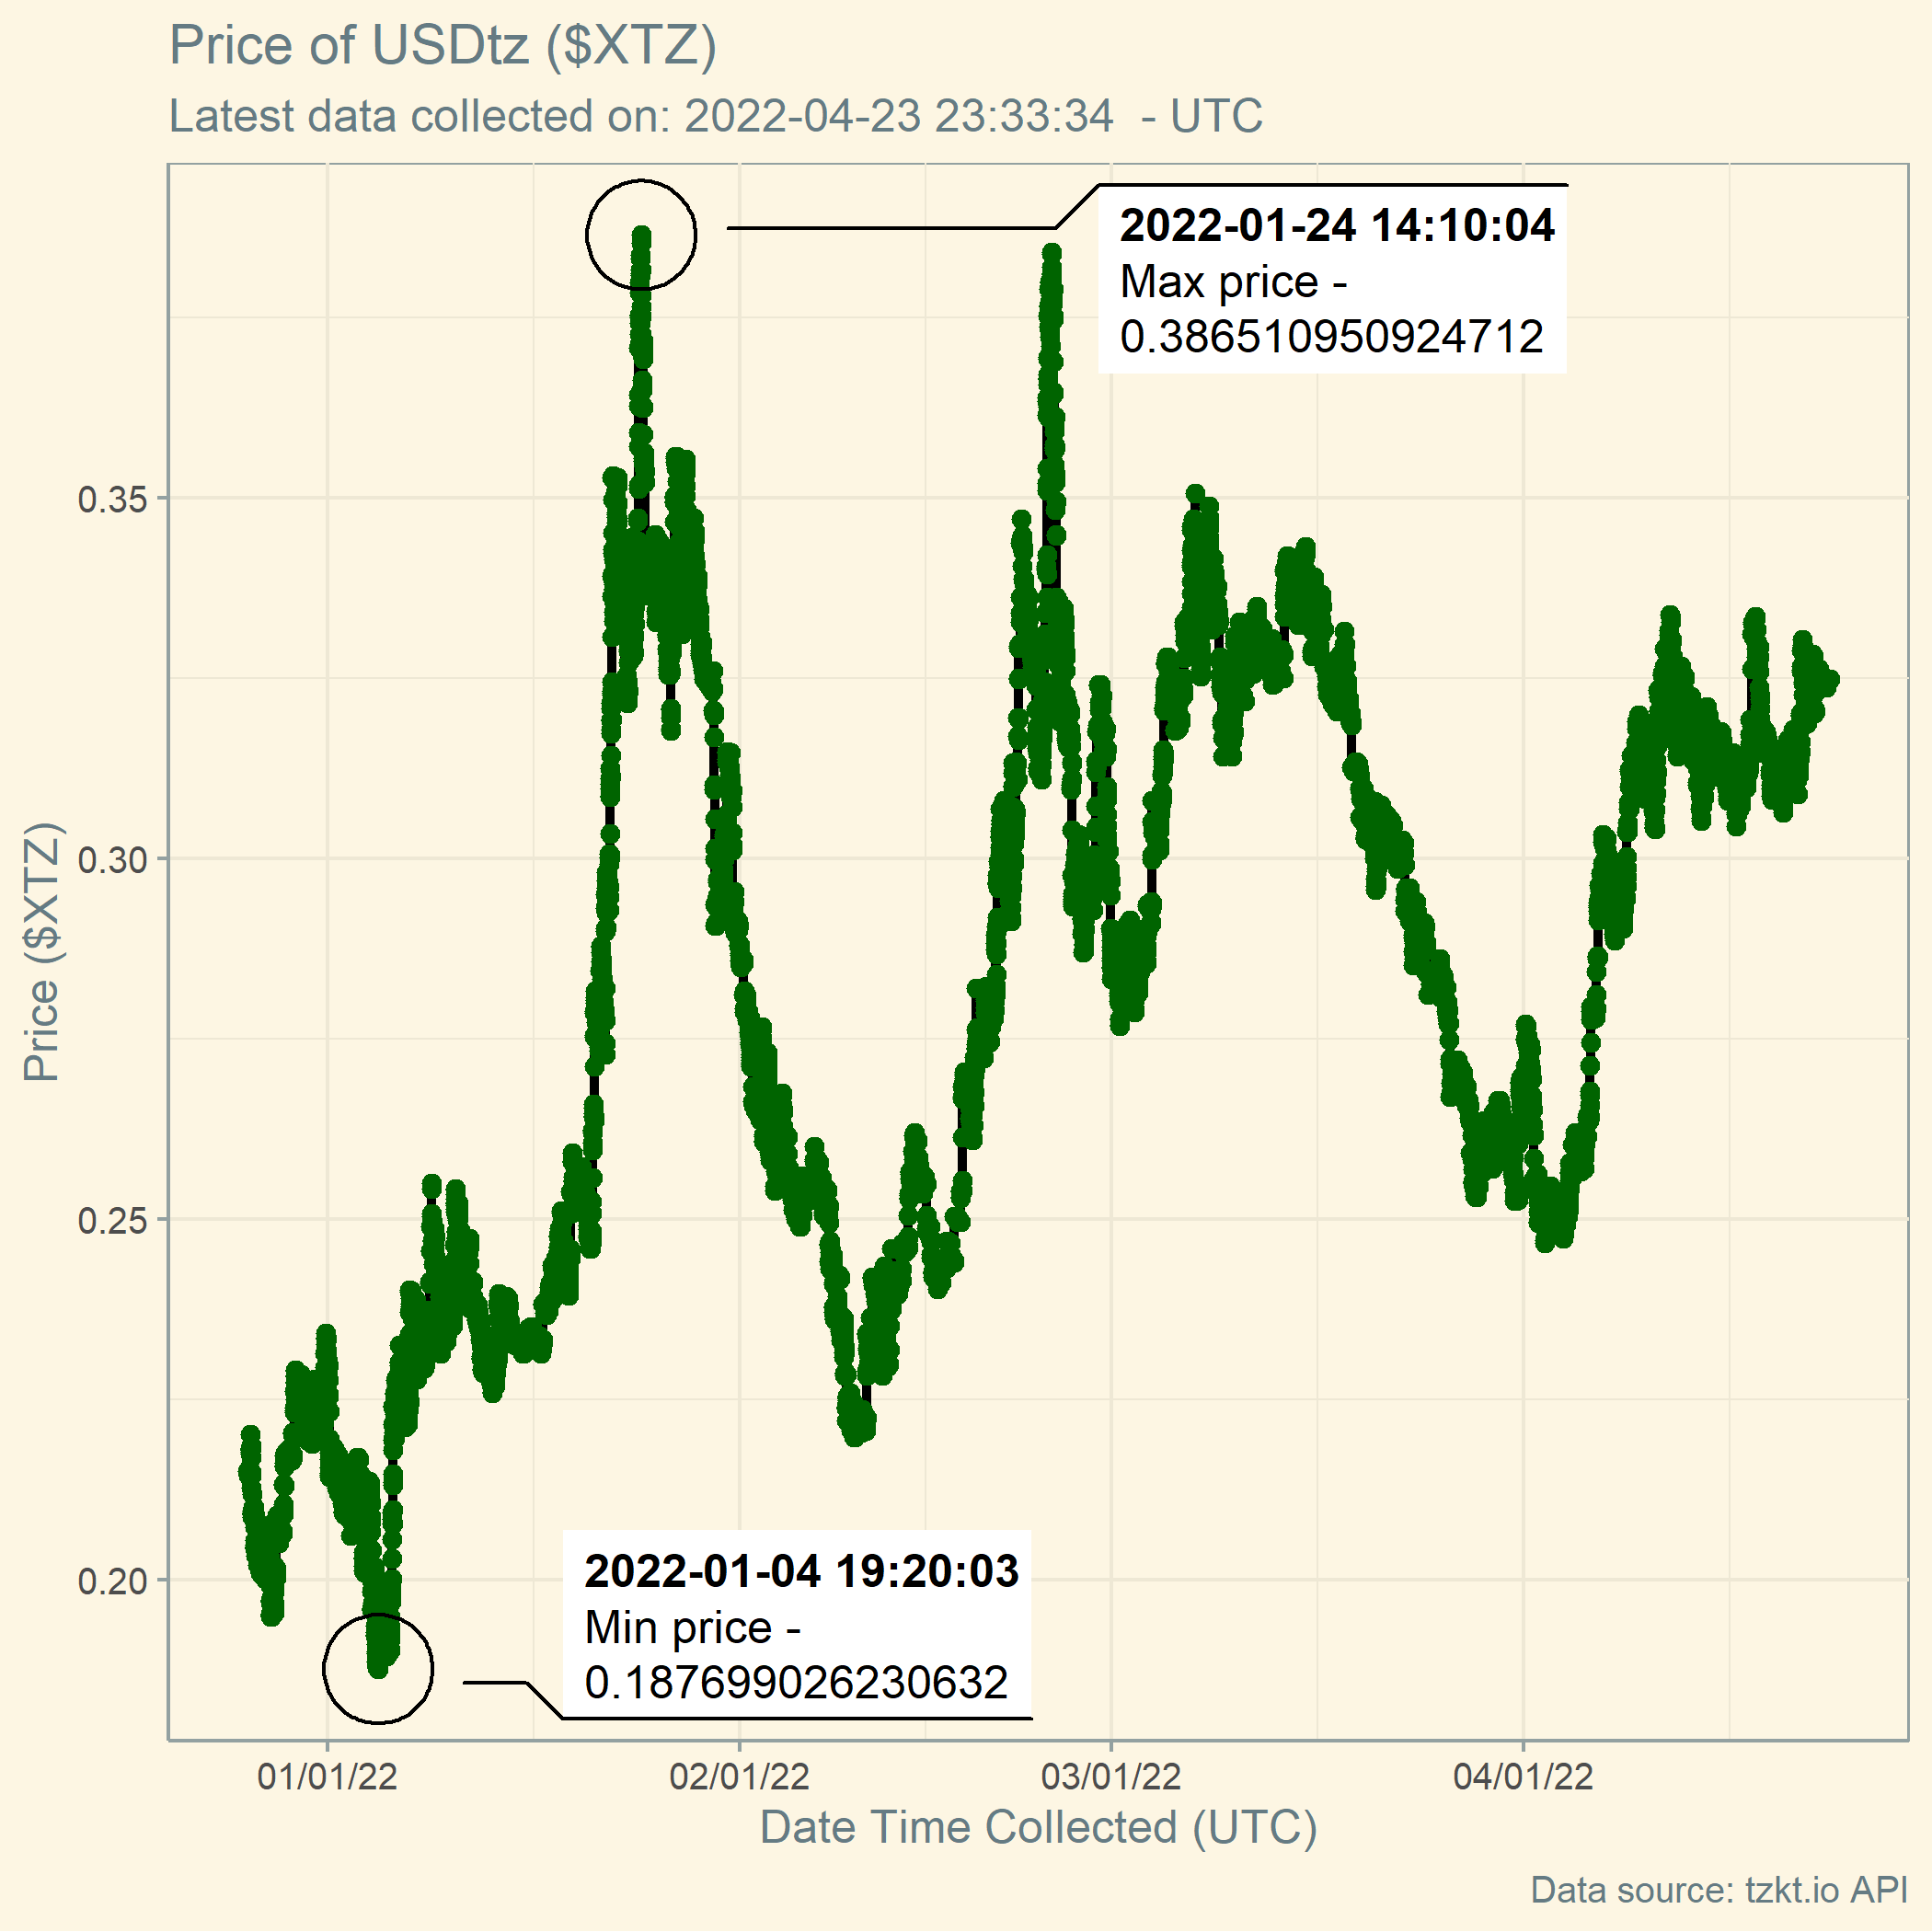 Price of USDtz ($XTZ)
Latest data collected on: 2022-04-23 23:33:34  - UTC
2022-01-24 14:10:04
Max price -
0.386510950924712
0.35
0.30
0.25
0.20
Price ($XTZ)
2022-01-04 19:20:03
Min price -
0.187699026230632
01/01/22
02/01/22
03/01/22
04/01/22
Date Time Collected (UTC)
Data source: tzkt.io API